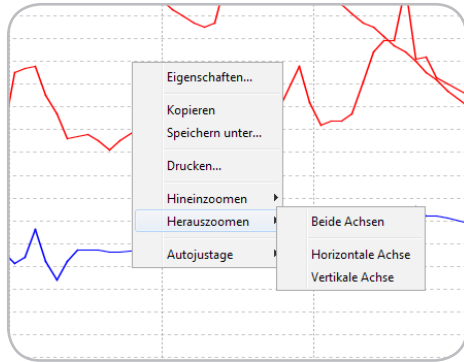 Eigenschaften...
Kopieren
Speichern unter...
Drucken...
Hineinzoomen
Herauszoomen
Autojustage
Beide Achsen
Horizontale Achse
Vertikale Achse